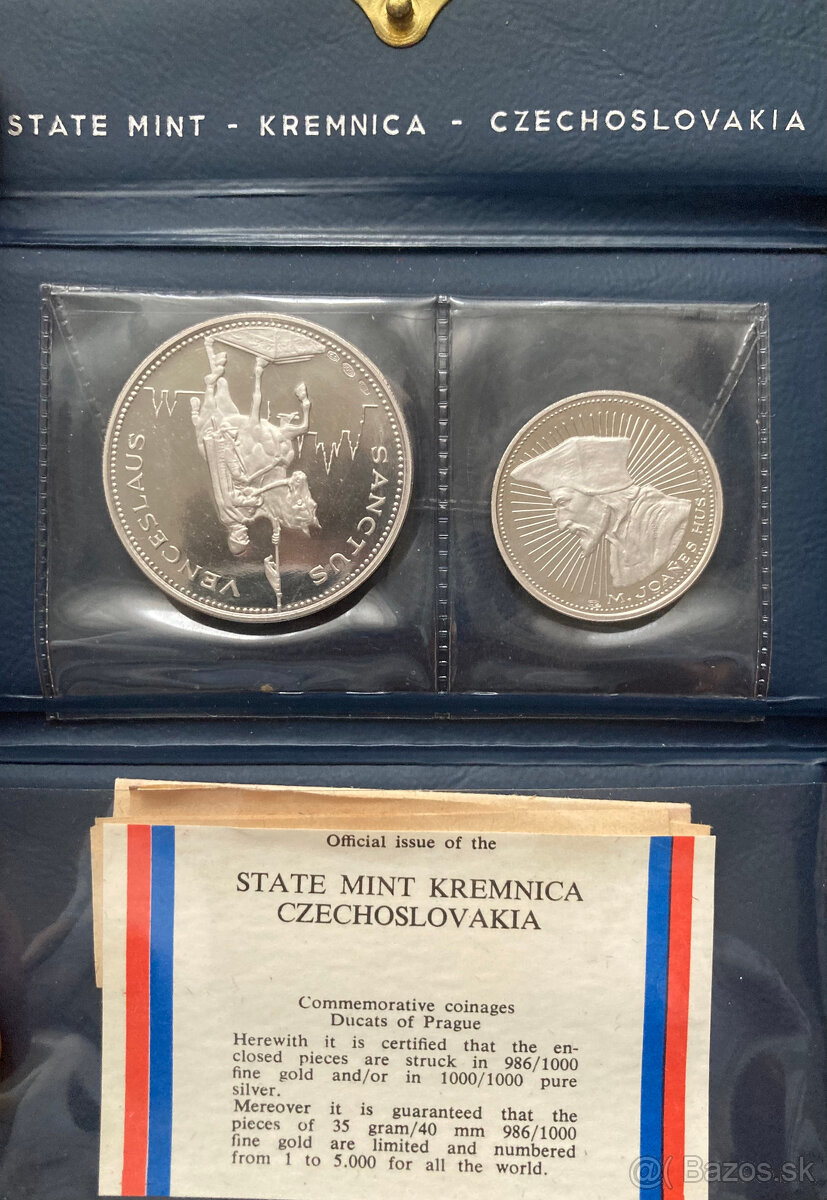 STATE MINT - KREMNICA - CZECHOSLOVAKIA
SANCTUS
VENCESLAUS
M. JOANES HUS.
Official issue of the
STATE MINT KREMNICA
CZECHOSLOVAKIA
Commemorative coinages
Ducats of Prague
Herewith it is certified that the en-
closed pieces are struck in 986/1000
fine gold and/or in 1000/1000 pure
silver.
Mereover it is guaranteed that the
pieces of 35 gram/40 mm 986/1000
fine gold are limited and numbered
from 1 to 5.000 for all the world.
@( Bazos.sk